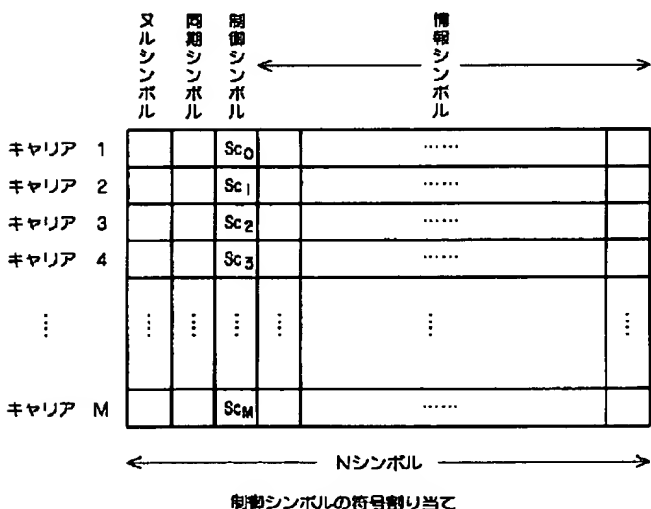 ヌルシンボル
同期シンボル
制御シンボル
情報シンボル
キャリア 1 Sc0 ……
キャリア 2 Sc1 ……
キャリア 3 Sc2 ……
キャリア 4 Sc3 ……
⋮ ⋮ ⋮ ⋮ ⋮ ⋮ ⋮
キャリア M ScM ……
Nシンボル
制御シンボルの符号割り当て